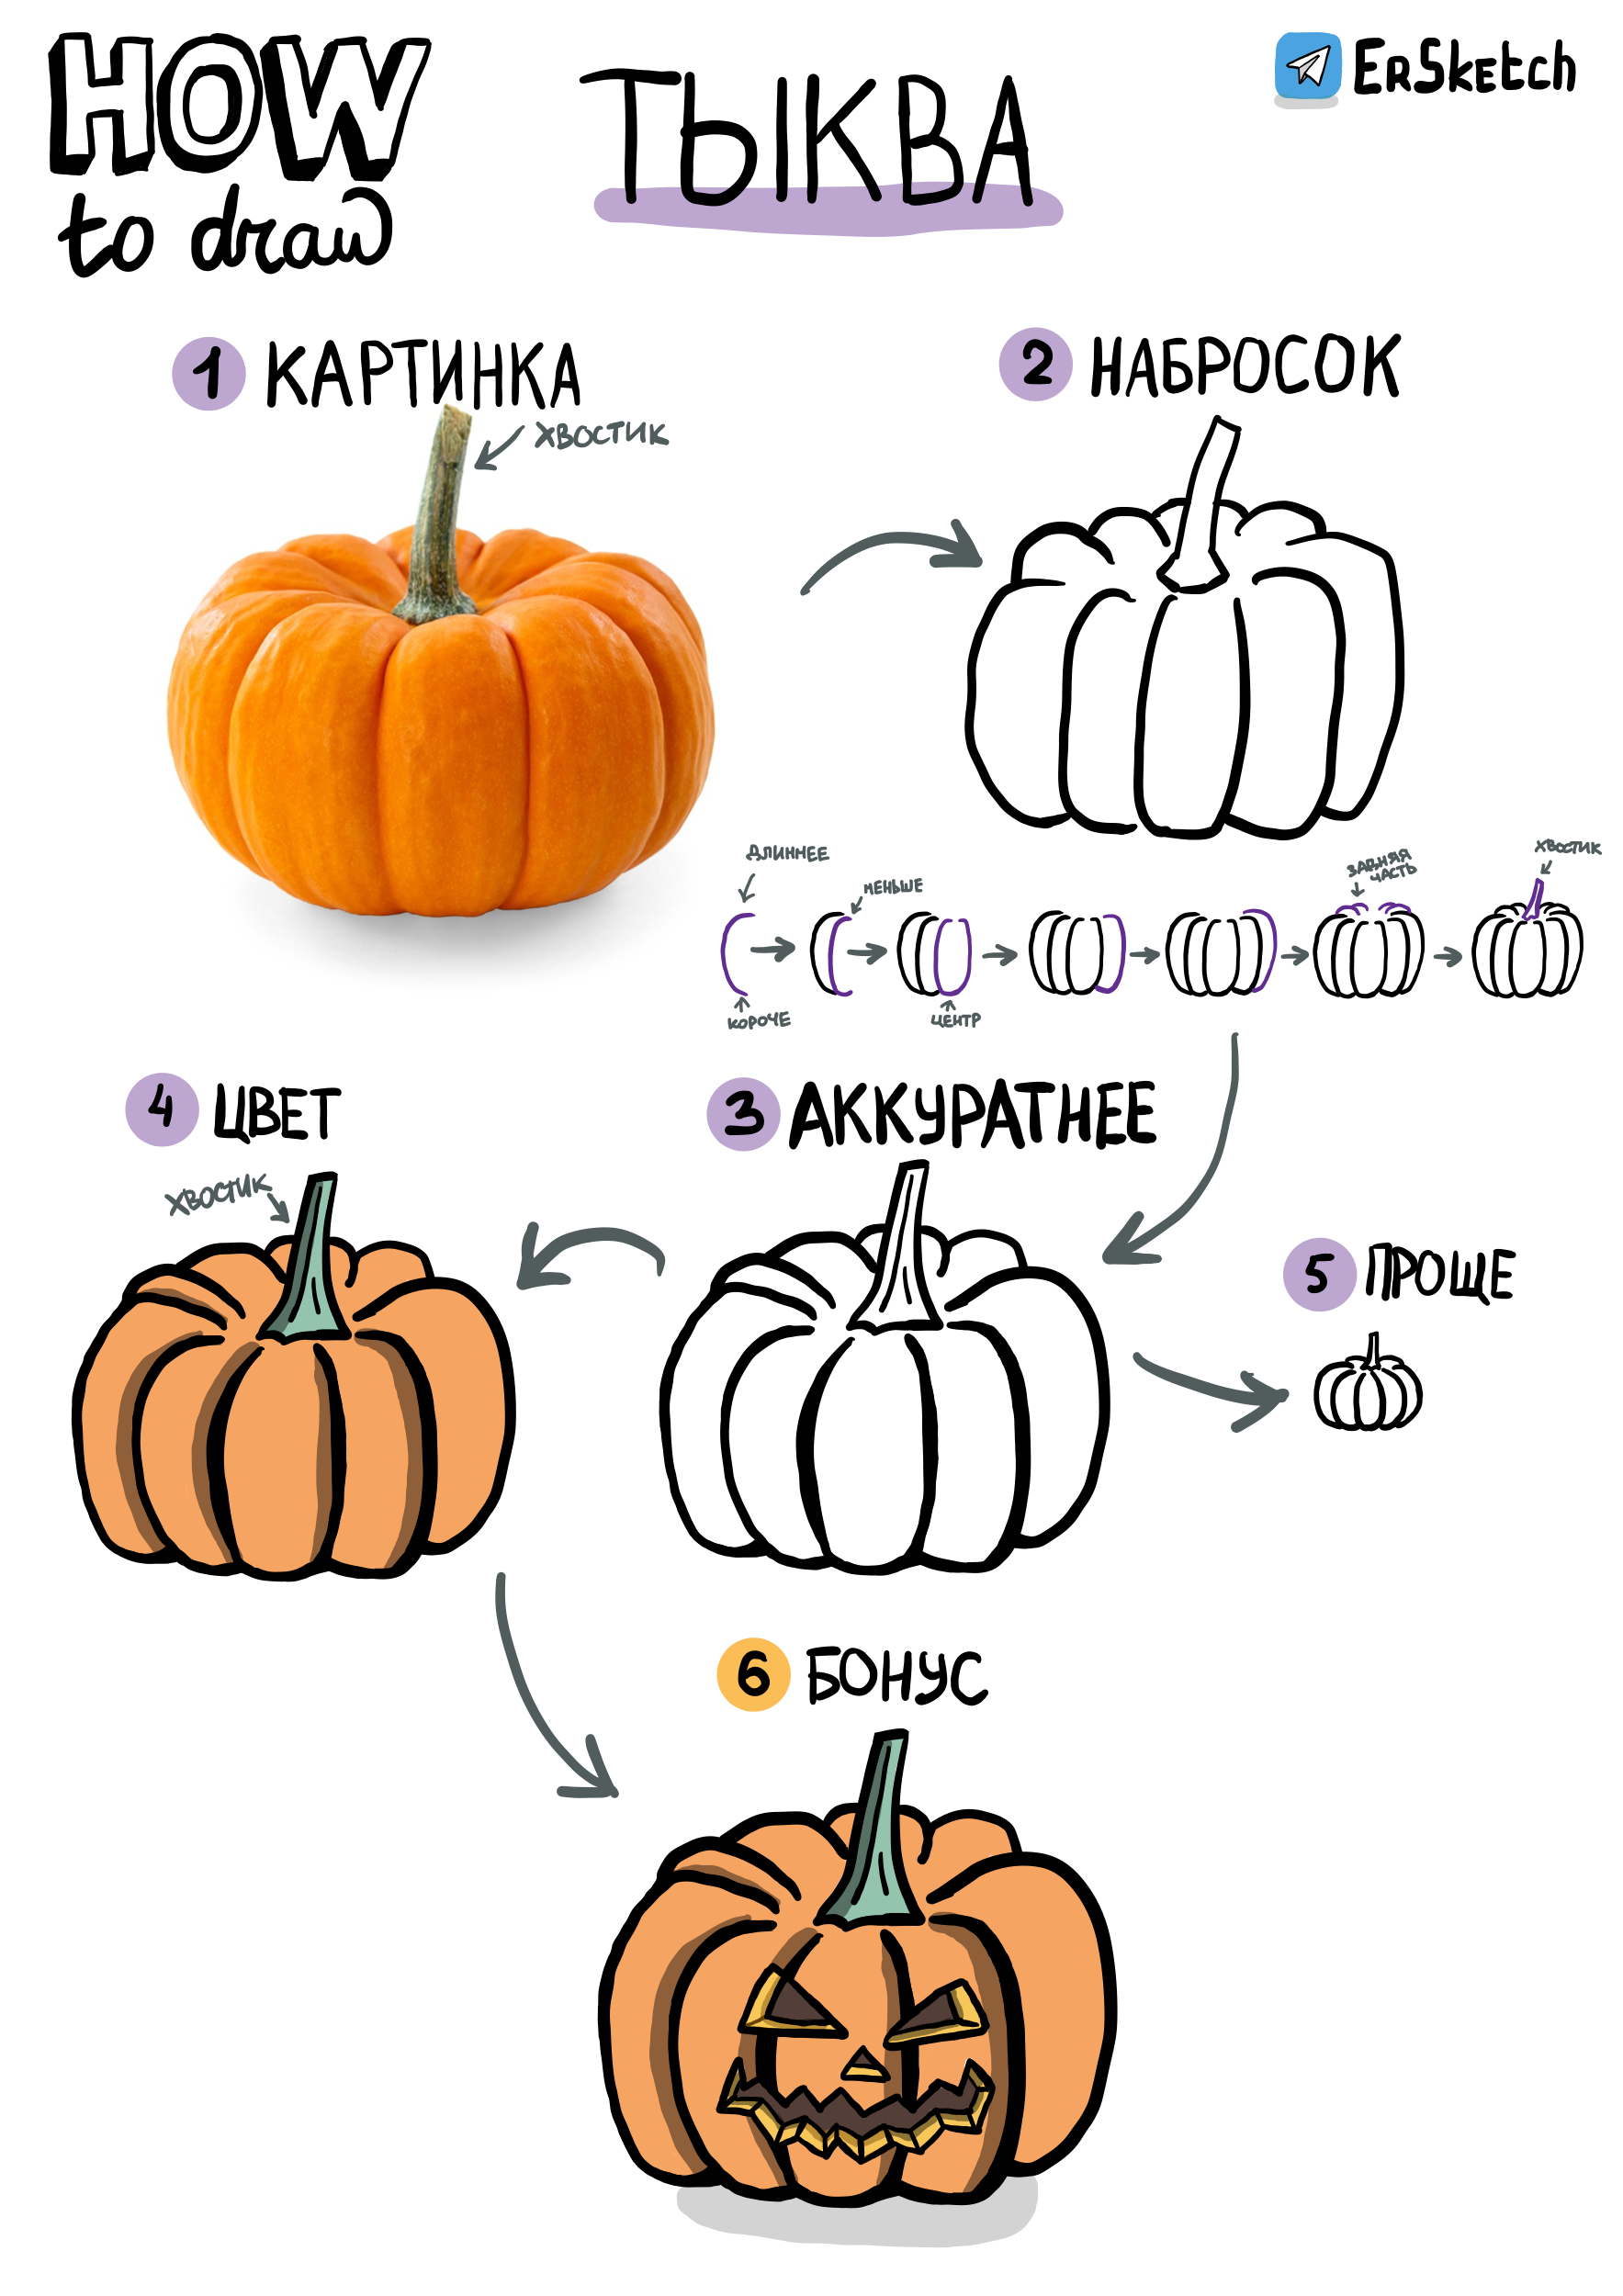 HOW
to draw
ТЫКВА
ErSketch
1 КАРТИНКА
ХВОСТИК
2 НАБРОСОК
ДЛИННЕЕ
КОРОЧЕ
МЕНЬШЕ
ЦЕНТР
ЗАДНЯЯ
ЧАСТЬ
ХВОСТИК
3 АККУРАТНЕЕ
4 ЦВЕТ
ХВОСТИК
5 ПРОЩЕ
6 БОНУС